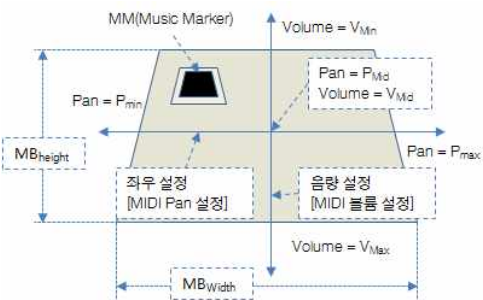 MM(Music Marker)
Volume = VMin
Pan = PMid
Volume = VMid
Pan = Pmin
MBheight
Pan = Pmax
좌우 설정
[MIDI Pan 설정]
음량 설정
[MIDI 볼륨 설정]
Volume = VMax
MBWidth